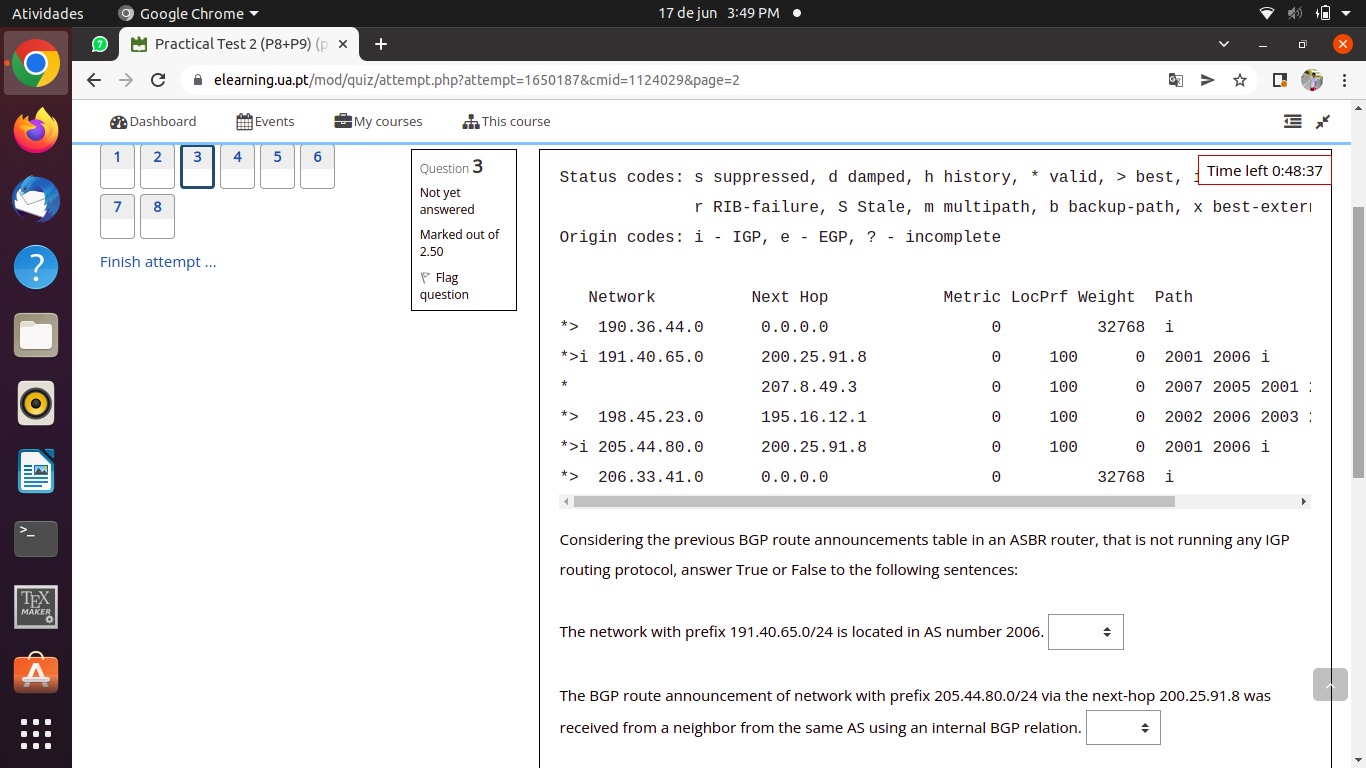 Atividades
Google Chrome
17 de jun 3:49 PM
7
Practical Test 2 (P8+P9) (p
elearning.ua.pt/mod/quiz/attempt.php?attempt=1650187&cmid=1124029&page=2
Dashboard
Events
My courses
This course
1 2 3 4 5 6
7 8
Finish attempt ...
Question 3
Not yet
answered
Marked out of
2.50
Flag
question
Time left 0:48:37
Status codes: s suppressed, d damped, h history, * valid, > best,
r RIB-failure, S Stale, m multipath, b backup-path, x best-extern
Origin codes: i - IGP, e - EGP, ? - incomplete
Network Next Hop Metric LocPrf Weight Path
*> 190.36.44.0 0.0.0.0 0 32768 i
*>i 191.40.65.0 200.25.91.8 0 100 0 2001 2006 i
* 207.8.49.3 0 100 0 2007 2005 2001
*> 198.45.23.0 195.16.12.1 0 100 0 2002 2006 2003
*>i 205.44.80.0 200.25.91.8 0 100 0 2001 2006 i
*> 206.33.41.0 0.0.0.0 0 32768 i
Considering the previous BGP route announcements table in an ASBR router, that is not running any IGP
routing protocol, answer True or False to the following sentences:
The network with prefix 191.40.65.0/24 is located in AS number 2006.
The BGP route announcement of network with prefix 205.44.80.0/24 via the next-hop 200.25.91.8 was
received from a neighbor from the same AS using an internal BGP relation.
>_
TEX
MAKER